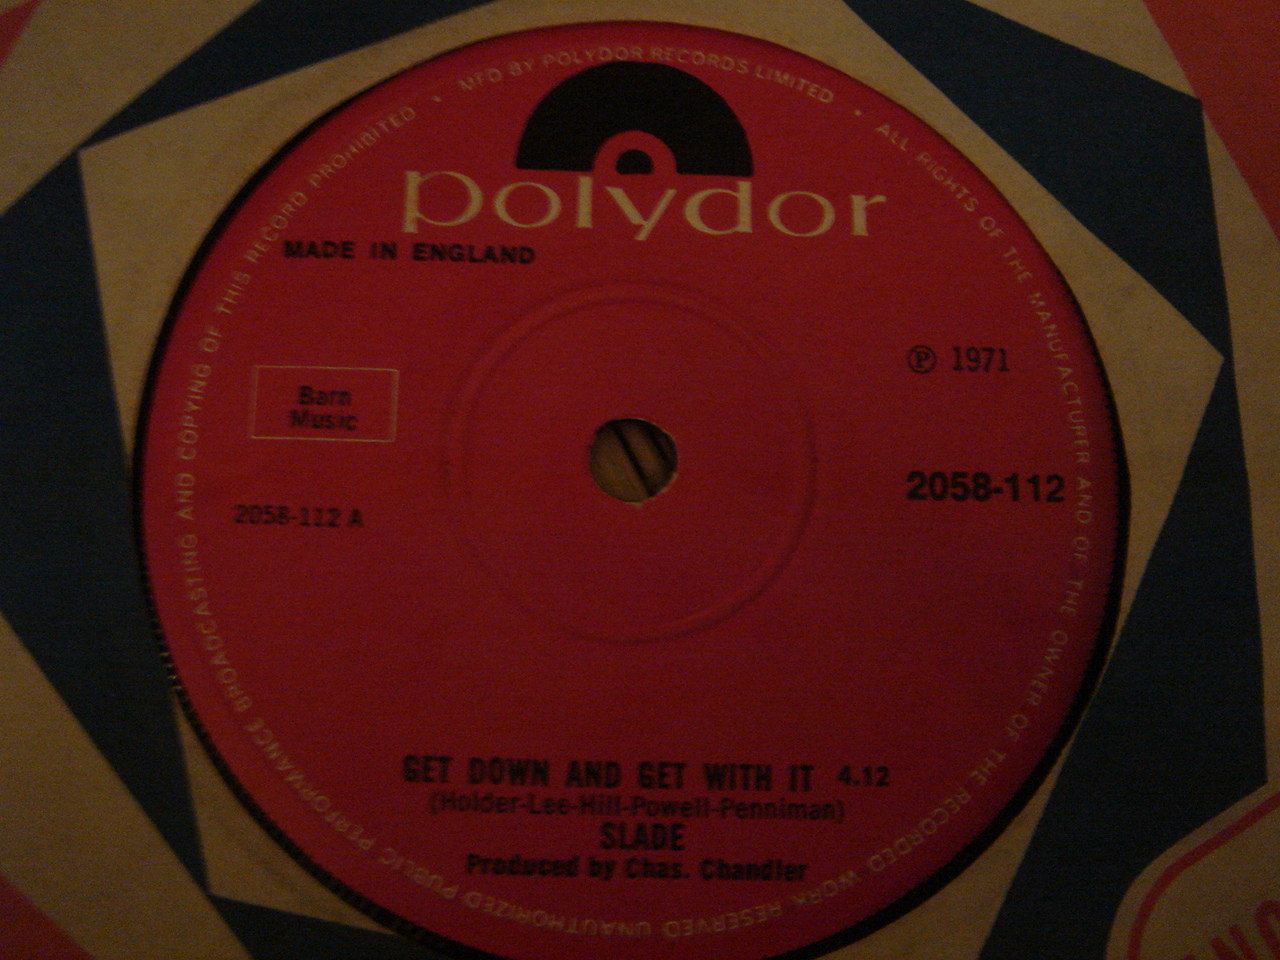 MFD BY POLYDOR RECORDS LIMITED • ALL RIGHTS OF THE MANUFACTURER AND OF THE OWNER OF THE RECORDED WORK RESERVED UNAUTHORIZED PUBLIC PERFORMANCE BROADCASTING AND COPYING OF THIS RECORD PROHIBITED •
polydor
MADE IN ENGLAND
℗ 1971
Barn
Music
2058-112
2058-112 A
GET DOWN AND GET WITH IT 4.12
(Holder-Lee-Hill-Powell-Penniman)
SLADE
Produced by Chas. Chandler